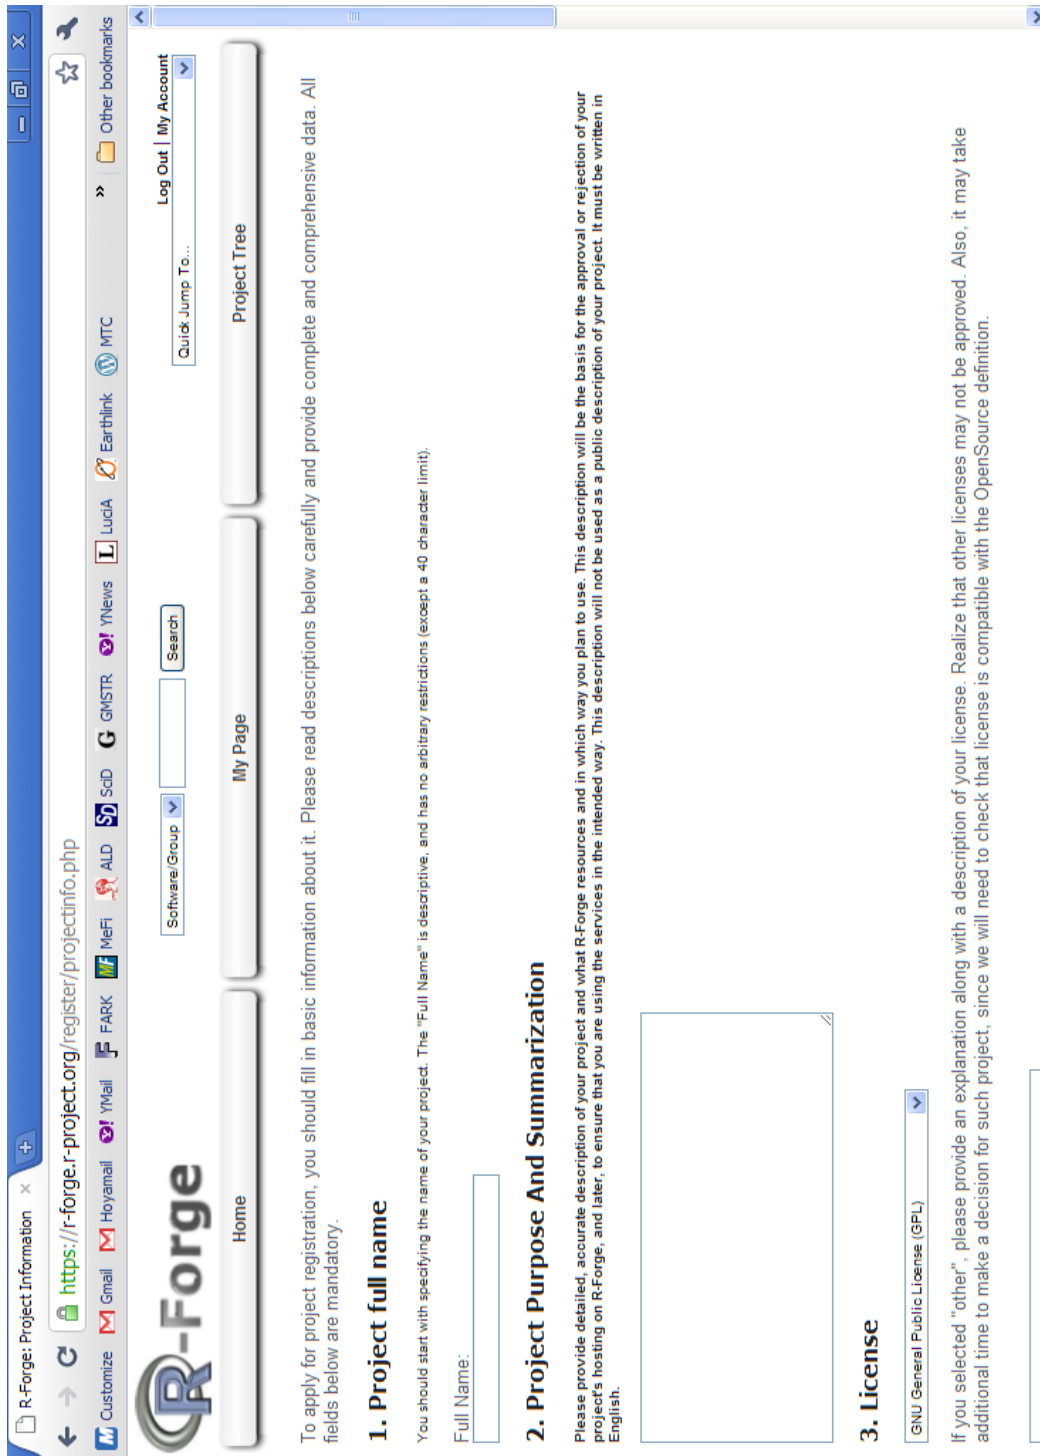 R-Forge: Project Information
https://r-forge.r-project.org/register/projectinfo.php
Customize Gmail Hoyamail YMail FARK MeFi ALD SciD GMSTR YNews LuciA Earthlink MTC » Other bookmarks
R-Forge
Software/Group
Search
Log Out | My Account
Quick Jump To...
Home
My Page
Project Tree
To apply for project registration, you should fill in basic information about it. Please read descriptions below carefully and provide complete and comprehensive data. All
fields below are mandatory.
1. Project full name
You should start with specifying the name of your project. The "Full Name" is descriptive, and has no arbitrary restrictions (except a 40 character limit).
Full Name:
2. Project Purpose And Summarization
Please provide detailed, accurate description of your project and what R-Forge resources and in which way you plan to use. This description will be the basis for the approval or rejection of your
project's hosting on R-Forge, and later, to ensure that you are using the services in the intended way. This description will not be used as a public description of your project. It must be written in
English.
3. License
GNU General Public License (GPL)
If you selected "other", please provide an explanation along with a description of your license. Realize that other licenses may not be approved. Also, it may take
additional time to make a decision for such project, since we will need to check that license is compatible with the OpenSource definition.